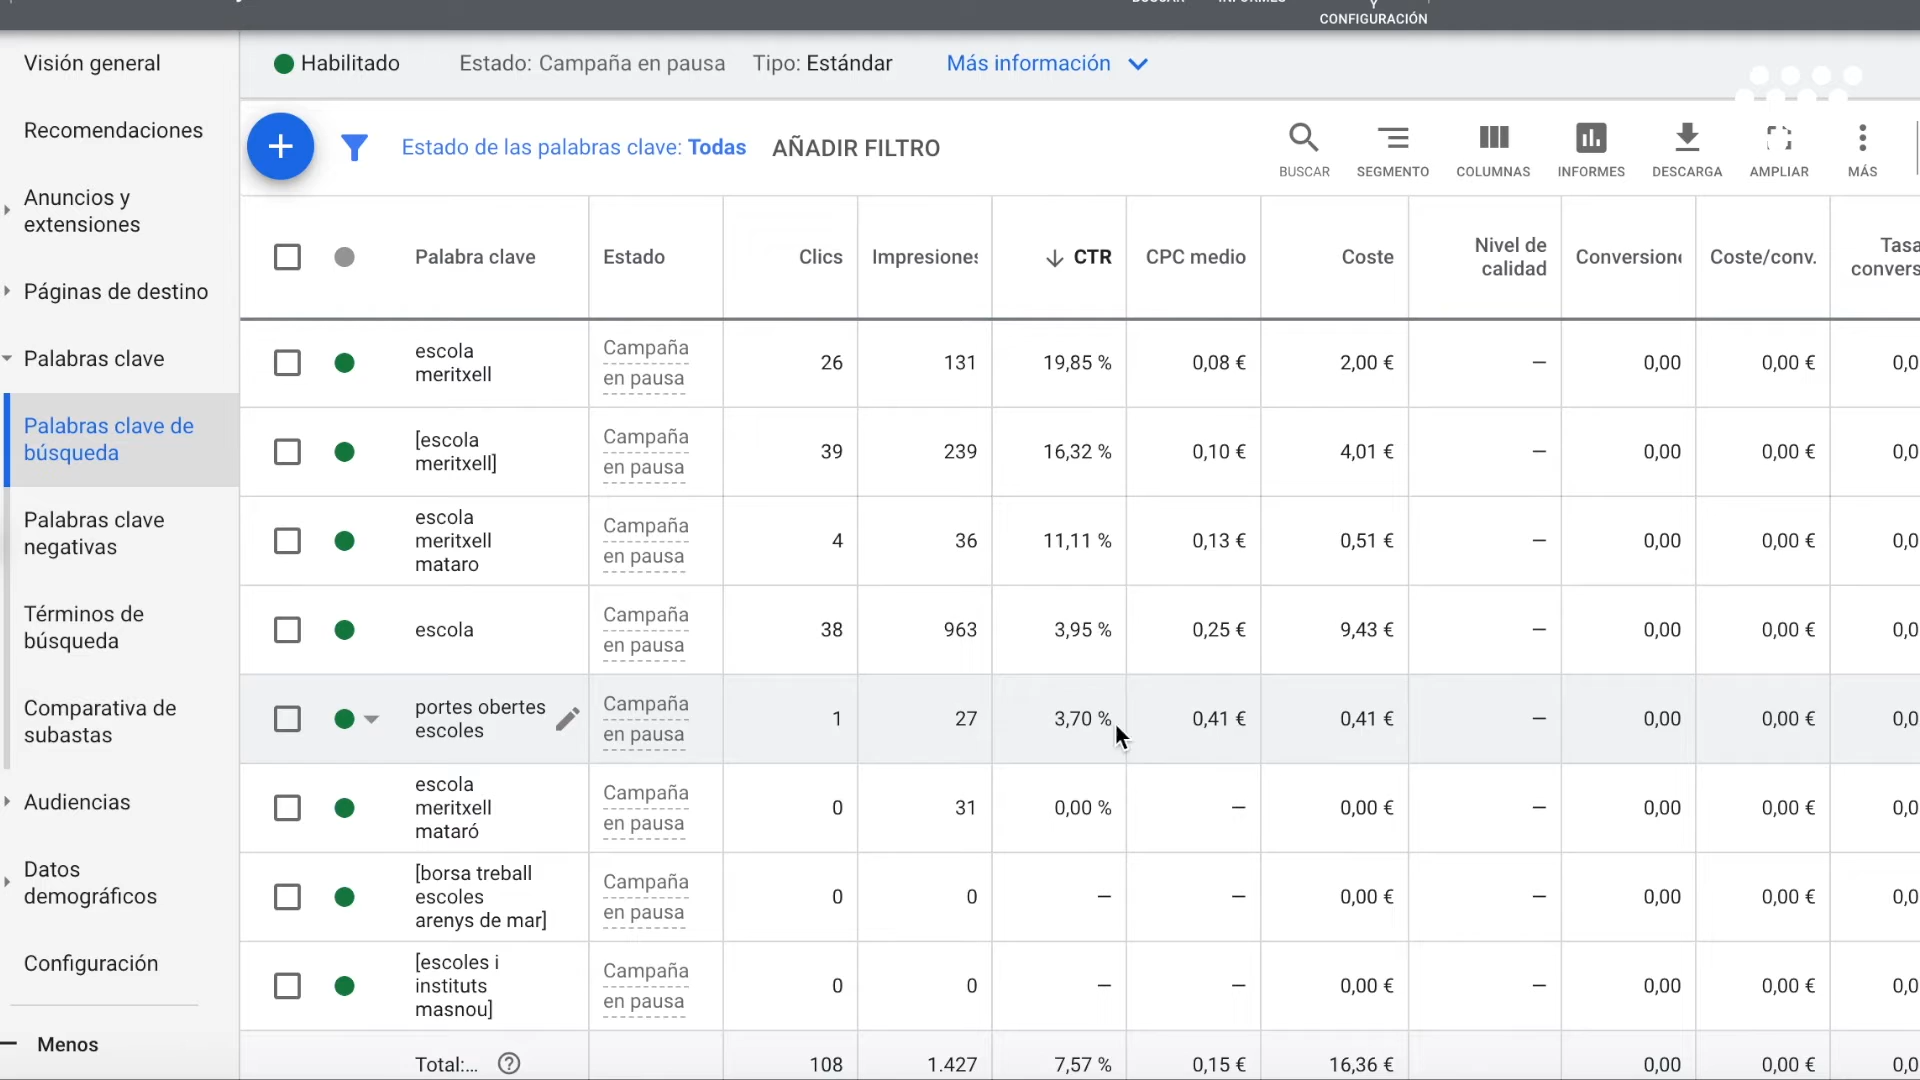 Y
CONFIGURACIÓN
Visión general
Recomendaciones
Anuncios y
extensiones
Páginas de destino
Palabras clave
Palabras clave de
búsqueda
Palabras clave
negativas
Términos de
búsqueda
Comparativa de
subastas
Audiencias
Datos
demográficos
Configuración
Menos
Habilitado Estado: Campaña en pausa Tipo: Estándar Más información
Estado de las palabras clave: Todas AÑADIR FILTRO
BUSCAR SEGMENTO COLUMNAS INFORMES DESCARGA AMPLIAR MÁS
Palabra clave Estado Clics Impresiones CTR CPC medio Coste Nivel de
calidad Conversion Coste/conv. Tasa
convers
escola
meritxell Campaña
en pausa 26 131 19,85 % 0,08 € 2,00 € – 0,00 0,00 € 0,0
[escola
meritxell] Campaña
en pausa 39 239 16,32 % 0,10 € 4,01 € – 0,00 0,00 € 0,0
escola
meritxell
mataro Campaña
en pausa 4 36 11,11 % 0,13 € 0,51 € – 0,00 0,00 € 0,0
escola Campaña
en pausa 38 963 3,95 % 0,25 € 9,43 € – 0,00 0,00 € 0,0
portes obertes
escoles Campaña
en pausa 1 27 3,70 % 0,41 € 0,41 € – 0,00 0,00 € 0,0
escola
meritxell
mataró Campaña
en pausa 0 31 0,00 % – 0,00 € – 0,00 0,00 € 0,0
[borsa treball
escoles
arenys de mar] Campaña
en pausa 0 0 – – 0,00 € – 0,00 0,00 € 0,0
[escoles i
instituts
masnou] Campaña
en pausa 0 0 – – 0,00 € – 0,00 0,00 € 0,0
Total:... 108 1.427 7,57 % 0,15 € 16,36 € 0,00 0,00 € 0,0